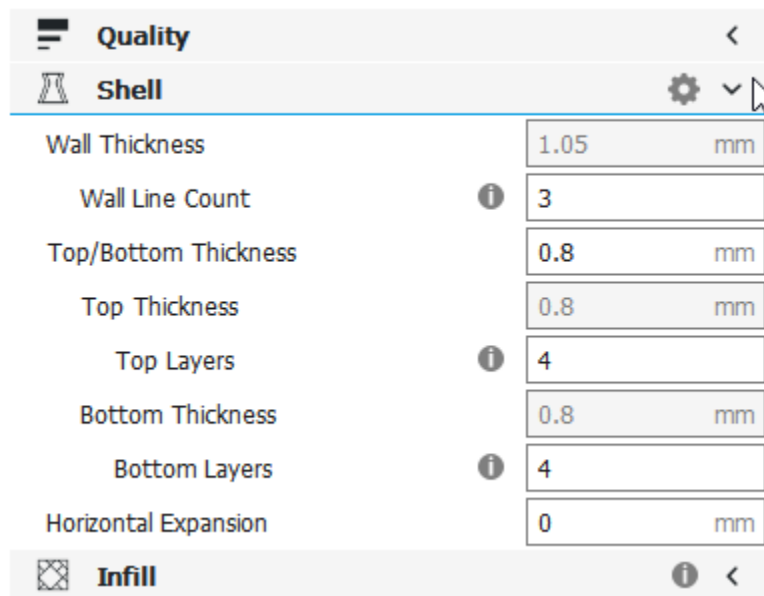 Quality
Shell
Wall Thickness 1.05 mm
Wall Line Count 3
Top/Bottom Thickness 0.8 mm
Top Thickness 0.8 mm
Top Layers 4
Bottom Thickness 0.8 mm
Bottom Layers 4
Horizontal Expansion 0 mm
Infill